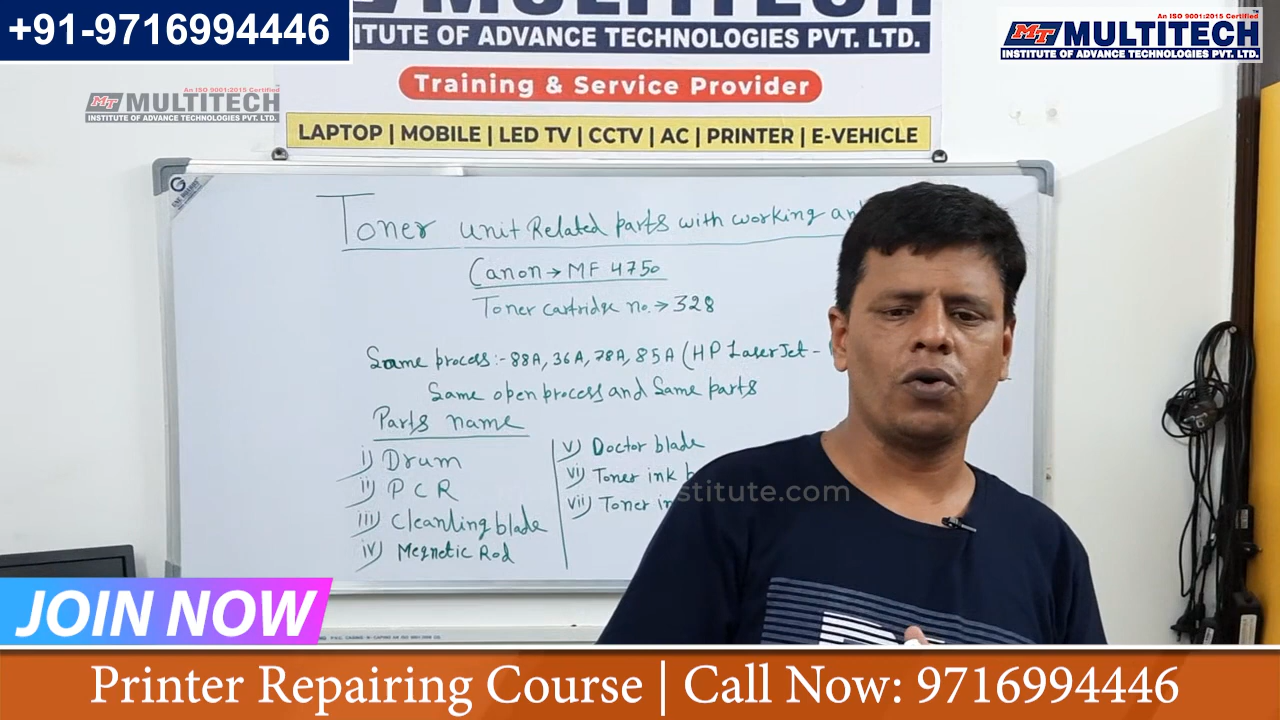 +91-9716994446
MULTITECH
INSTITUTE OF ADVANCE TECHNOLOGIES PVT. LTD.
Training & Service Provider
LAPTOP | MOBILE | LED TV | CCTV | AC | PRINTER | E-VEHICLE
An ISO 9001:2015 Certified
MT MULTITECH
INSTITUTE OF ADVANCE TECHNOLOGIES PVT. LTD.
An ISO 9001:2015 Certified
MT MULTITECH
INSTITUTE OF ADVANCE TECHNOLOGIES PVT. LTD.
Toner unit Related parts with working an
Canon → MF 4750
Toner cartridge no. → 328
Same process :- 88A, 36A, 78A, 85A (HP LaserJet -
Same open process and Same parts
Parts name
i) Drum
ii) PCR
iii) Cleanling blade
iv) Megnetic Rod
v) Doctor blade
vi) Toner ink b
vii) Toner in
stitute.com
JOIN NOW
Printer Repairing Course | Call Now: 9716994446